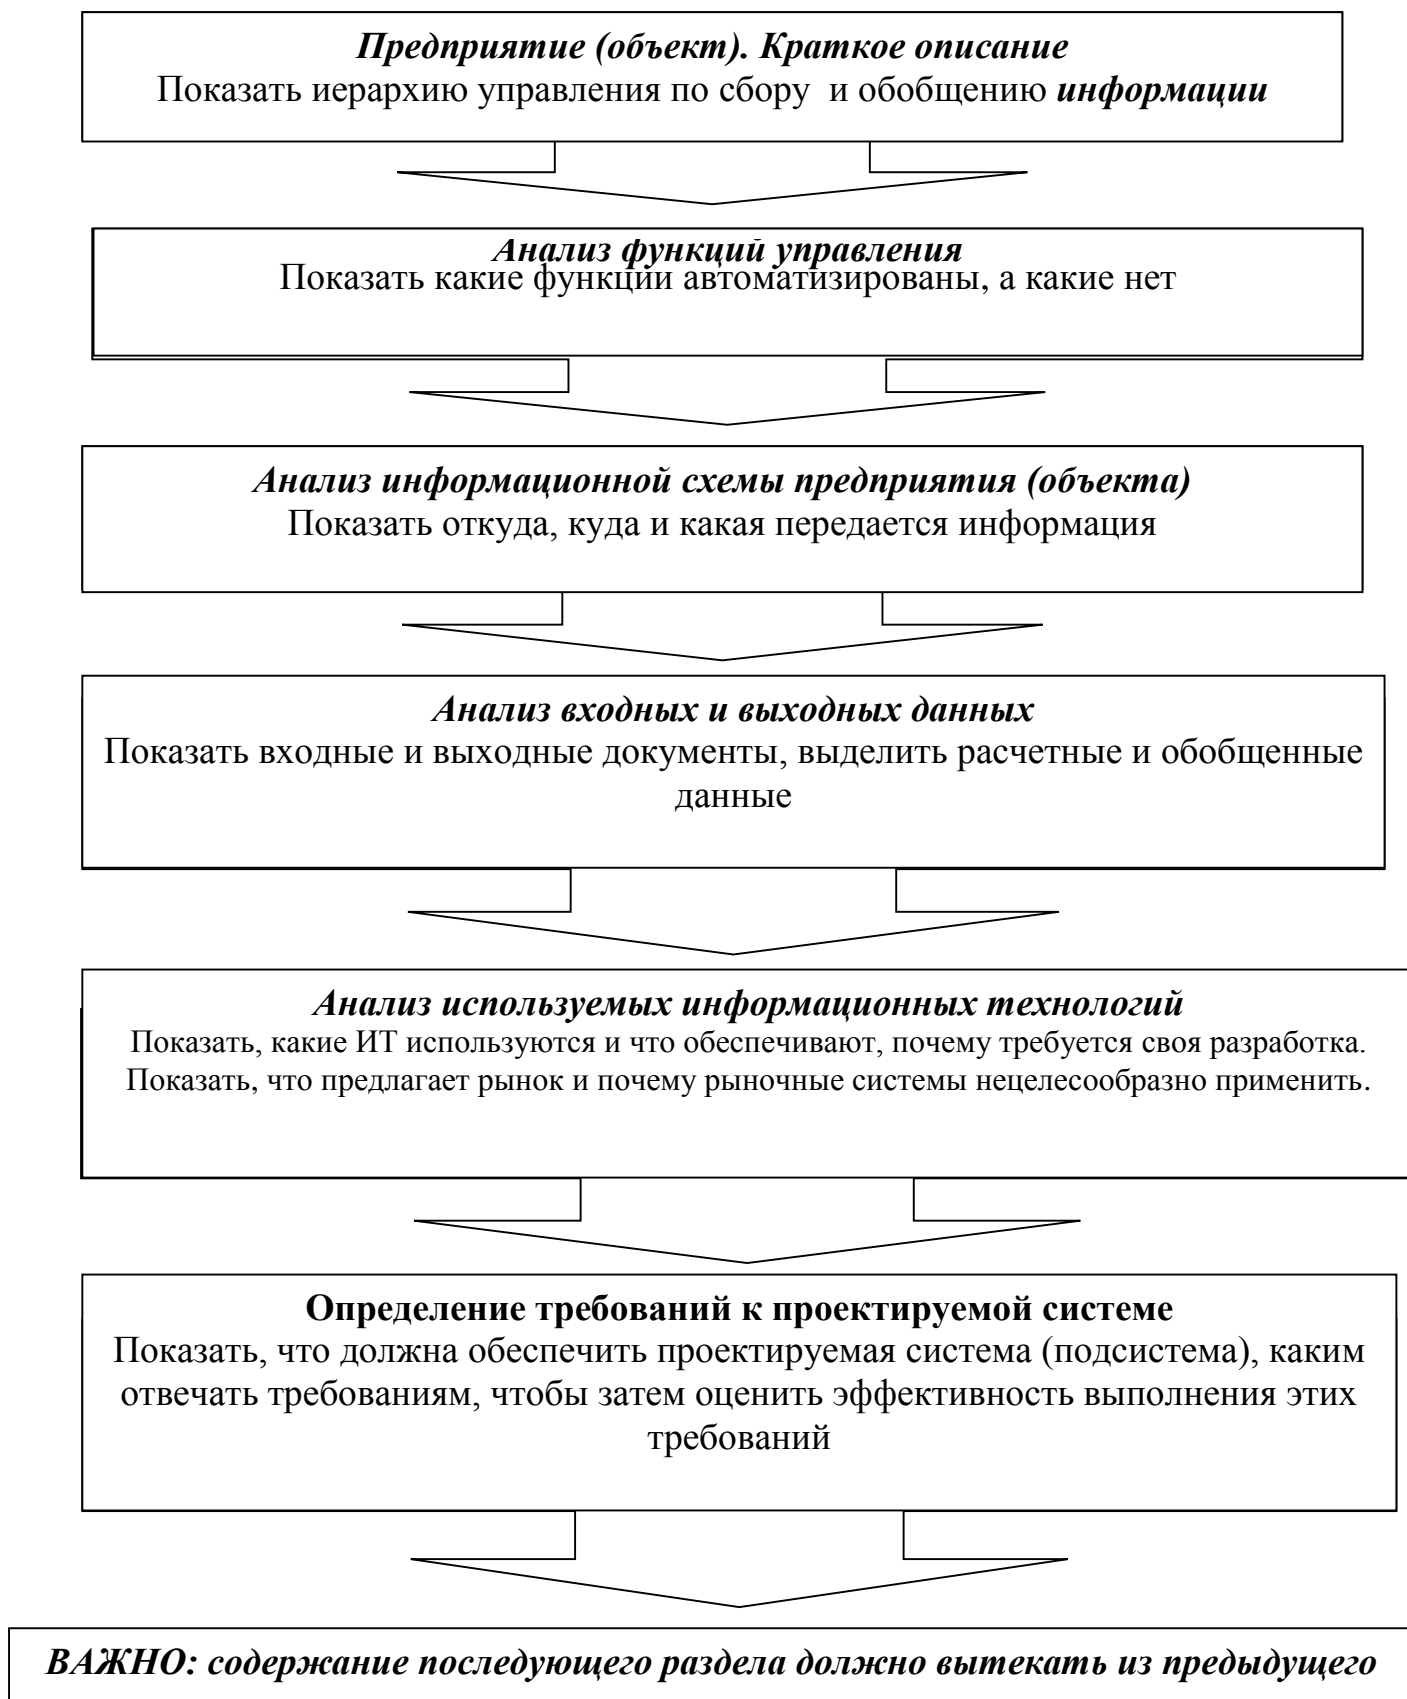 Предприятие (объект). Краткое описание
Показать иерархию управления по сбору и обобщению информации
Анализ функций управления
Показать какие функции автоматизированы, а какие нет
Анализ информационной схемы предприятия (объекта)
Показать откуда, куда и какая передается информация
Анализ входных и выходных данных
Показать входные и выходные документы, выделить расчетные и обобщенные
данные
Анализ используемых информационных технологий
Показать, какие ИТ используются и что обеспечивают, почему требуется своя разработка.
Показать, что предлагает рынок и почему рыночные системы нецелесообразно применить.
Определение требований к проектируемой системе
Показать, что должна обеспечить проектируемая система (подсистема), каким
отвечать требованиям, чтобы затем оценить эффективность выполнения этих
требований
ВАЖНО: содержание последующего раздела должно вытекать из предыдущего